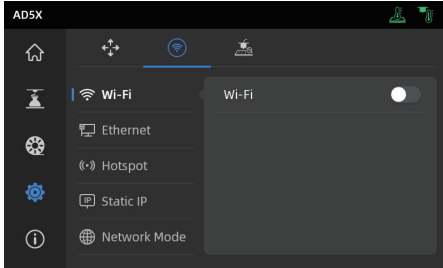 AD5X
Wi-Fi
Wi-Fi
Ethernet
Hotspot
IP Static IP
Network Mode